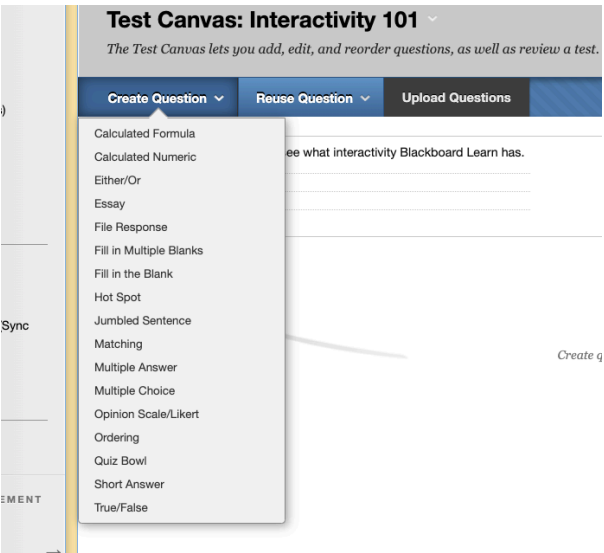 Test Canvas: Interactivity 101
The Test Canvas lets you add, edit, and reorder questions, as well as review a test.
Create Question Reuse Question Upload Questions
s)
Calculated Formula
Calculated Numeric
ee what interactivity Blackboard Learn has.
Either/Or
Essay
File Response
Fill in Multiple Blanks
Fill in the Blank
Hot Spot
Jumbled Sentence
/Sync
Matching
Create q
Multiple Answer
Multiple Choice
Opinion Scale/Likert
Ordering
Quiz Bowl
Short Answer
EMENT
True/False